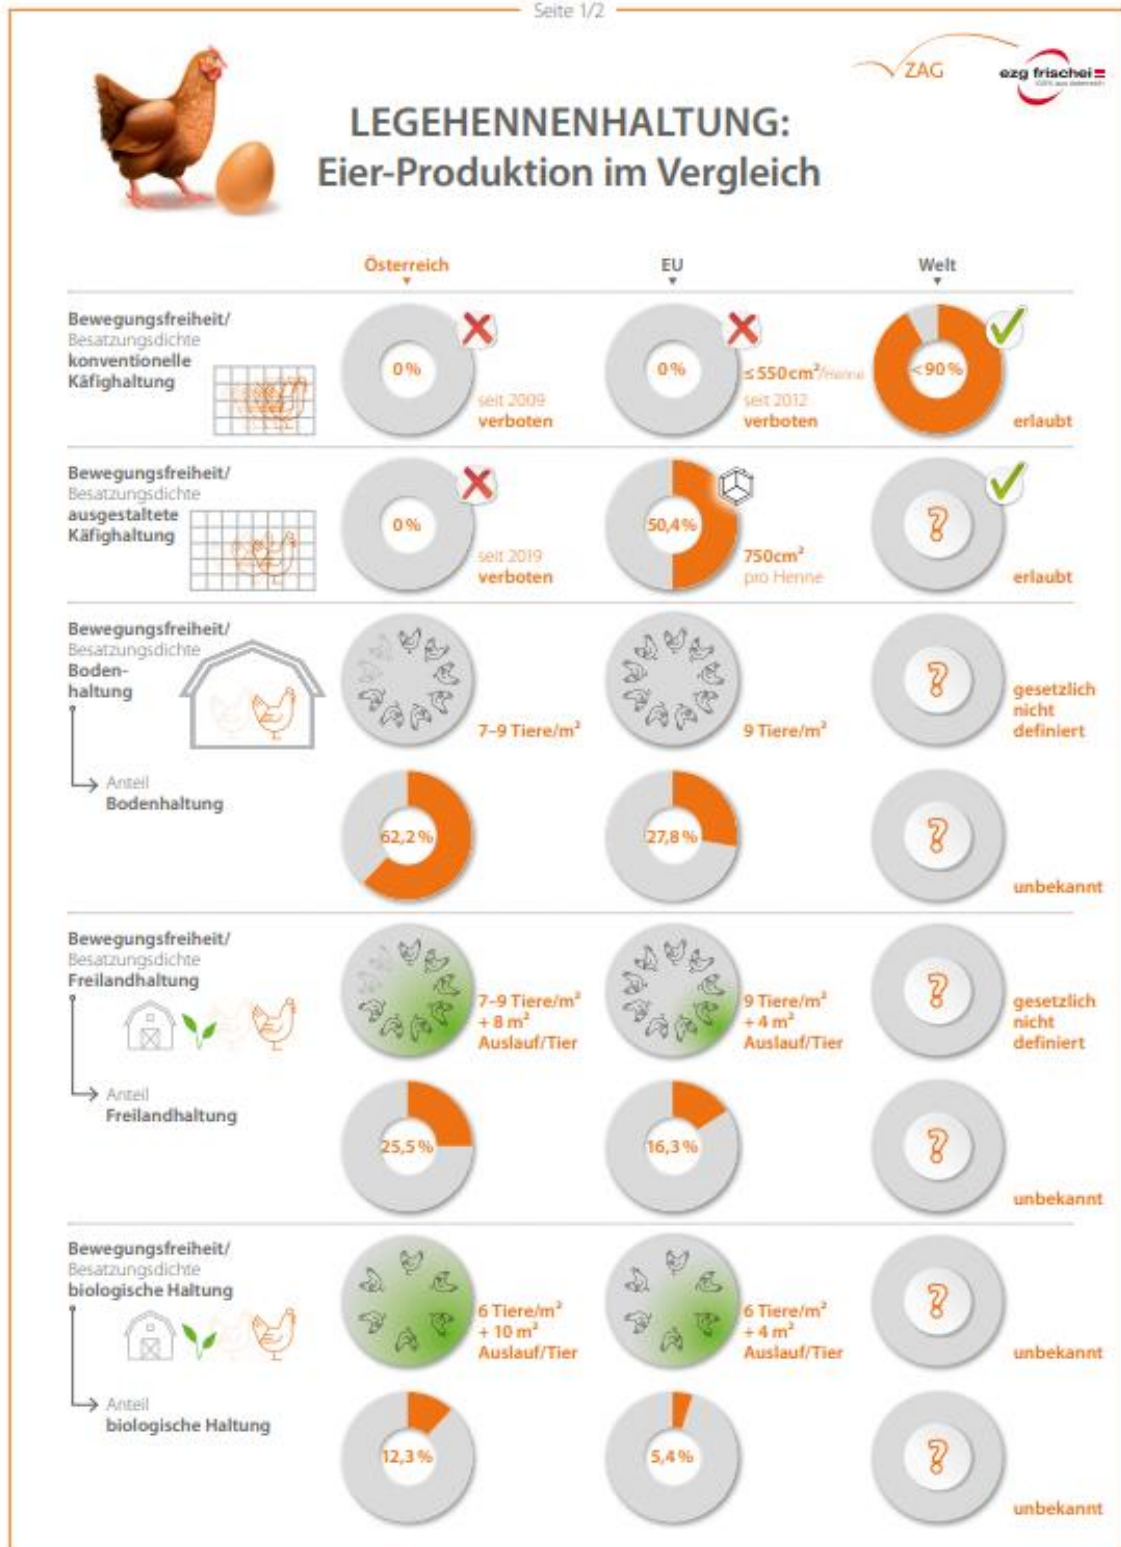 Seite 1/2
ZAG
ezg frischei
LEGEHENNENHALTUNG:
Eier-Produktion im Vergleich
Österreich
EU
Welt
Bewegungsfreiheit/
Besatzungsdichte
konventionelle
Käfighaltung
0%
seit 2009
verboten
0%
≤550cm²/Henne
seit 2012
verboten
<90%
erlaubt
Bewegungsfreiheit/
Besatzungsdichte
ausgestaltete
Käfighaltung
0%
seit 2019
verboten
50,4%
750cm²
pro Henne
?
erlaubt
Bewegungsfreiheit/
Besatzungsdichte
Boden-
haltung
7–9 Tiere/m²
9 Tiere/m²
?
gesetzlich
nicht
definiert
Anteil
Bodenhaltung
62,2%
27,8%
?
unbekannt
Bewegungsfreiheit/
Besatzungsdichte
Freilandhaltung
7–9 Tiere/m²
+ 8 m²
Auslauf/Tier
9 Tiere/m²
+ 4 m²
Auslauf/Tier
?
gesetzlich
nicht
definiert
Anteil
Freilandhaltung
25,5%
16,3%
?
unbekannt
Bewegungsfreiheit/
Besatzungsdichte
biologische Haltung
6 Tiere/m²
+ 10 m²
Auslauf/Tier
6 Tiere/m²
+ 4 m²
Auslauf/Tier
?
unbekannt
Anteil
biologische Haltung
12,3%
5,4%
?
unbekannt